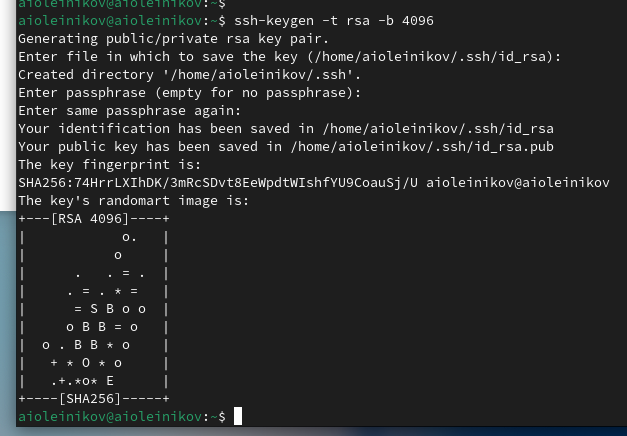 aioleinikov@aioleinikov:~$
aioleinikov@aioleinikov:~$ ssh-keygen -t rsa -b 4096
Generating public/private rsa key pair.
Enter file in which to save the key (/home/aioleinikov/.ssh/id_rsa):
Created directory '/home/aioleinikov/.ssh'.
Enter passphrase (empty for no passphrase):
Enter same passphrase again:
Your identification has been saved in /home/aioleinikov/.ssh/id_rsa
Your public key has been saved in /home/aioleinikov/.ssh/id_rsa.pub
The key fingerprint is:
SHA256:74HrrLXIhDK/3mRcSDvt8EeWpdtWIshfYU9CoauSj/U aioleinikov@aioleinikov
The key's randomart image is:
+---[RSA 4096]----+
|            o.   |
|           o     |
|      .   . = .  |
|     . = . * =   |
|      = S B o o  |
|     o B B = o   |
|  o . B B * o    |
|   + * O * o     |
|   .+.*o* E      |
+----[SHA256]-----+
aioleinikov@aioleinikov:~$